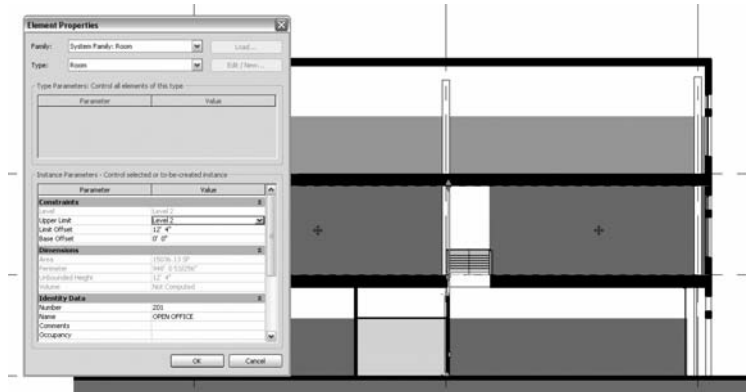 Element Properties
Family: System Family: Room Load...
Type: Room Edit / New...
Type Parameters: Control all elements of this type
Parameter Value
Instance Parameters - Control selected or to-be-created instance
Parameter Value
Constraints
Level Level 2
Upper Limit Level 2
Limit Offset 12' 4"
Base Offset 0' 0"
Dimensions
Area
Perimeter
Unbounded Height 12' 4"
Volume Not Computed
Identity Data
Number 201
Name OPEN OFFICE
Comments
Occupancy
OK Cancel